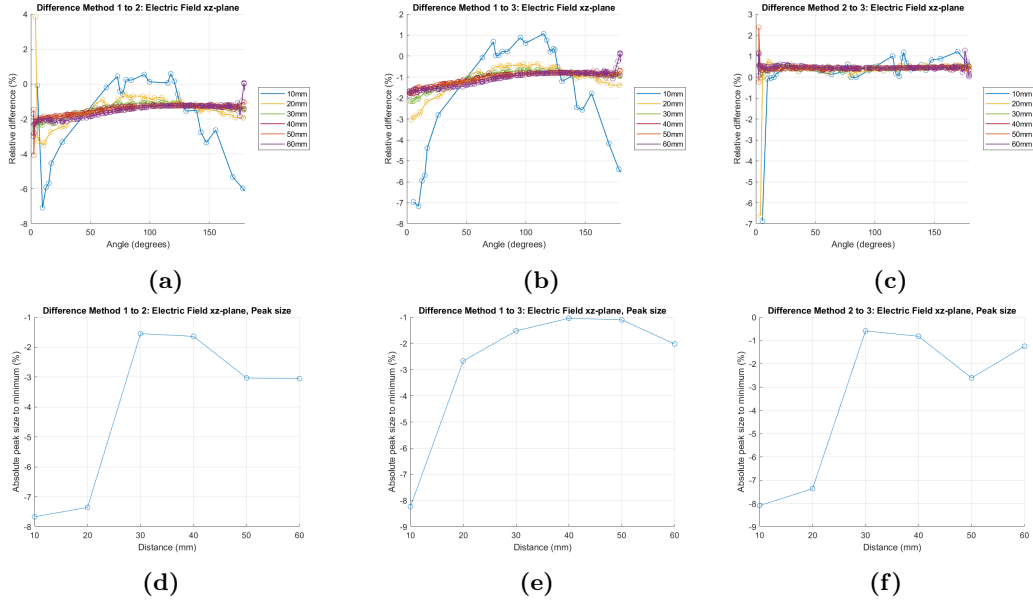 Difference Method 1 to 2: Electric Field xz-plane
Relative difference (%)
4
2
0
-2
-4
-6
-8
0
50
100
150
Angle (degrees)
10mm
20mm
30mm
40mm
50mm
60mm
(a)
Difference Method 1 to 3: Electric Field xz-plane
Relative difference (%)
2
1
0
-1
-2
-3
-4
-5
-6
-7
-8
0
50
100
150
Angle (degrees)
10mm
20mm
30mm
40mm
50mm
60mm
(b)
Difference Method 2 to 3: Electric Field xz-plane
Relative difference (%)
3
2
1
0
-1
-2
-3
-4
-5
-6
-7
0
50
100
150
Angle (degrees)
10mm
20mm
30mm
40mm
50mm
60mm
(c)
Difference Method 1 to 2: Electric Field xz-plane, Peak size
Absolute peak size to minimum (%)
-1
-2
-3
-4
-5
-6
-7
-8
10
20
30
40
50
60
Distance (mm)
(d)
Difference Method 1 to 3: Electric Field xz-plane, Peak size
Absolute peak size to minimum (%)
-1
-2
-3
-4
-5
-6
-7
-8
-9
10
20
30
40
50
60
Distance (mm)
(e)
Difference Method 2 to 3: Electric Field xz-plane, Peak size
Absolute peak size to minimum (%)
0
-1
-2
-3
-4
-5
-6
-7
-8
-9
10
20
30
40
50
60
Distance (mm)
(f)